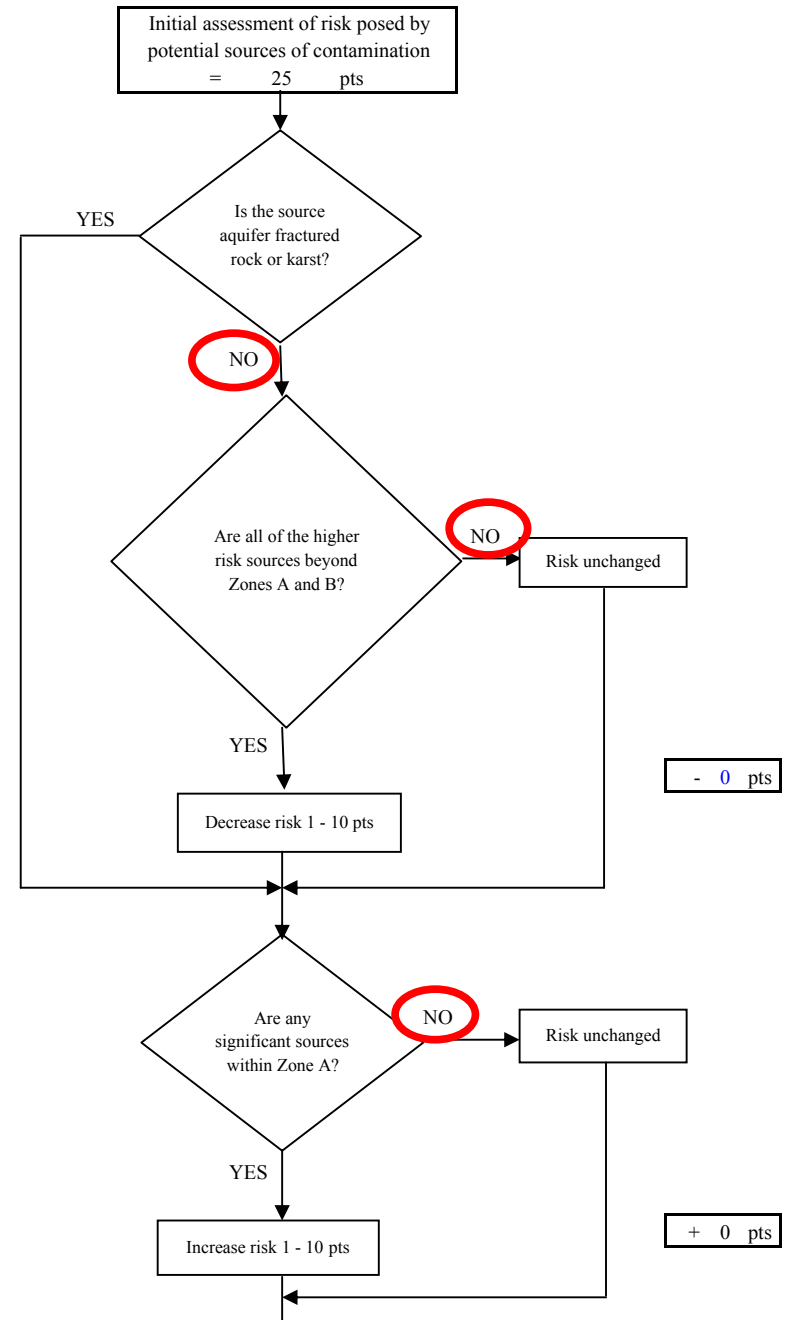 Initial assessment of risk posed by
potential sources of contamination
= 25 pts
Is the source
aquifer fractured
rock or karst?
YES
NO
Are all of the higher
risk sources beyond
Zones A and B?
NO
Risk unchanged
YES
- 0 pts
Decrease risk 1 - 10 pts
Are any
significant sources
within Zone A?
NO
Risk unchanged
YES
+ 0 pts
Increase risk 1 - 10 pts